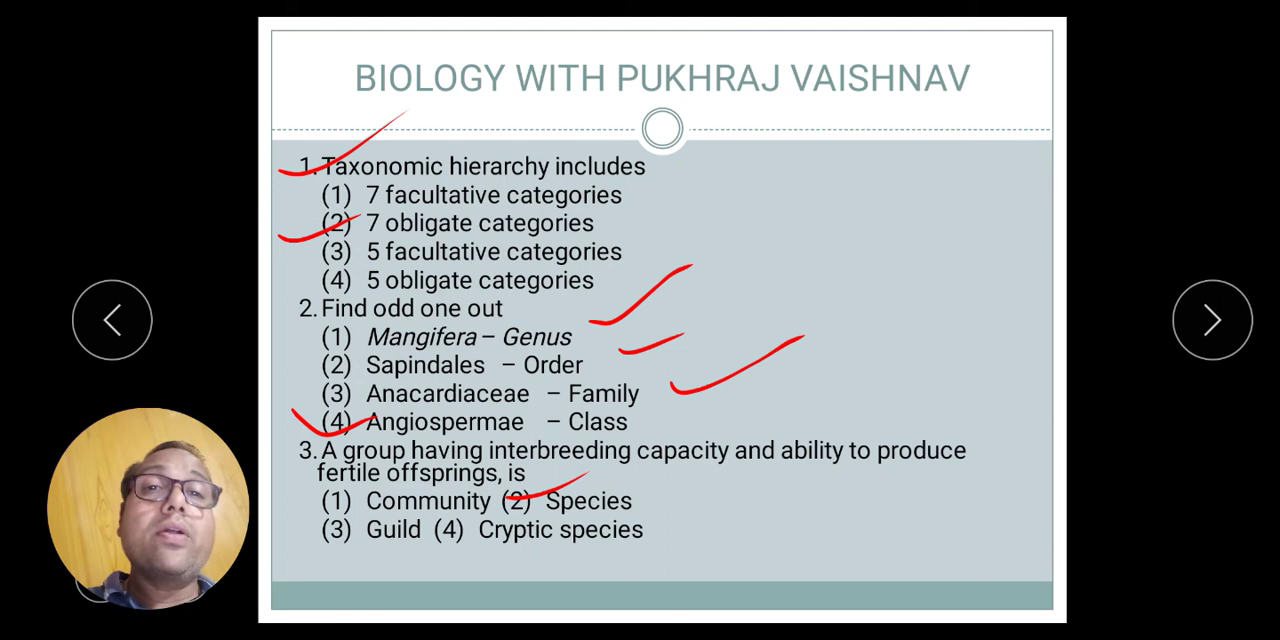 BIOLOGY WITH PUKHRAJ VAISHNAV
1. Taxonomic hierarchy includes
(1) 7 facultative categories
(2) 7 obligate categories
(3) 5 facultative categories
(4) 5 obligate categories
2. Find odd one out
(1) Mangifera – Genus
(2) Sapindales – Order
(3) Anacardiaceae – Family
(4) Angiospermae – Class
3. A group having interbreeding capacity and ability to produce
fertile offsprings, is
(1) Community (2) Species
(3) Guild (4) Cryptic species